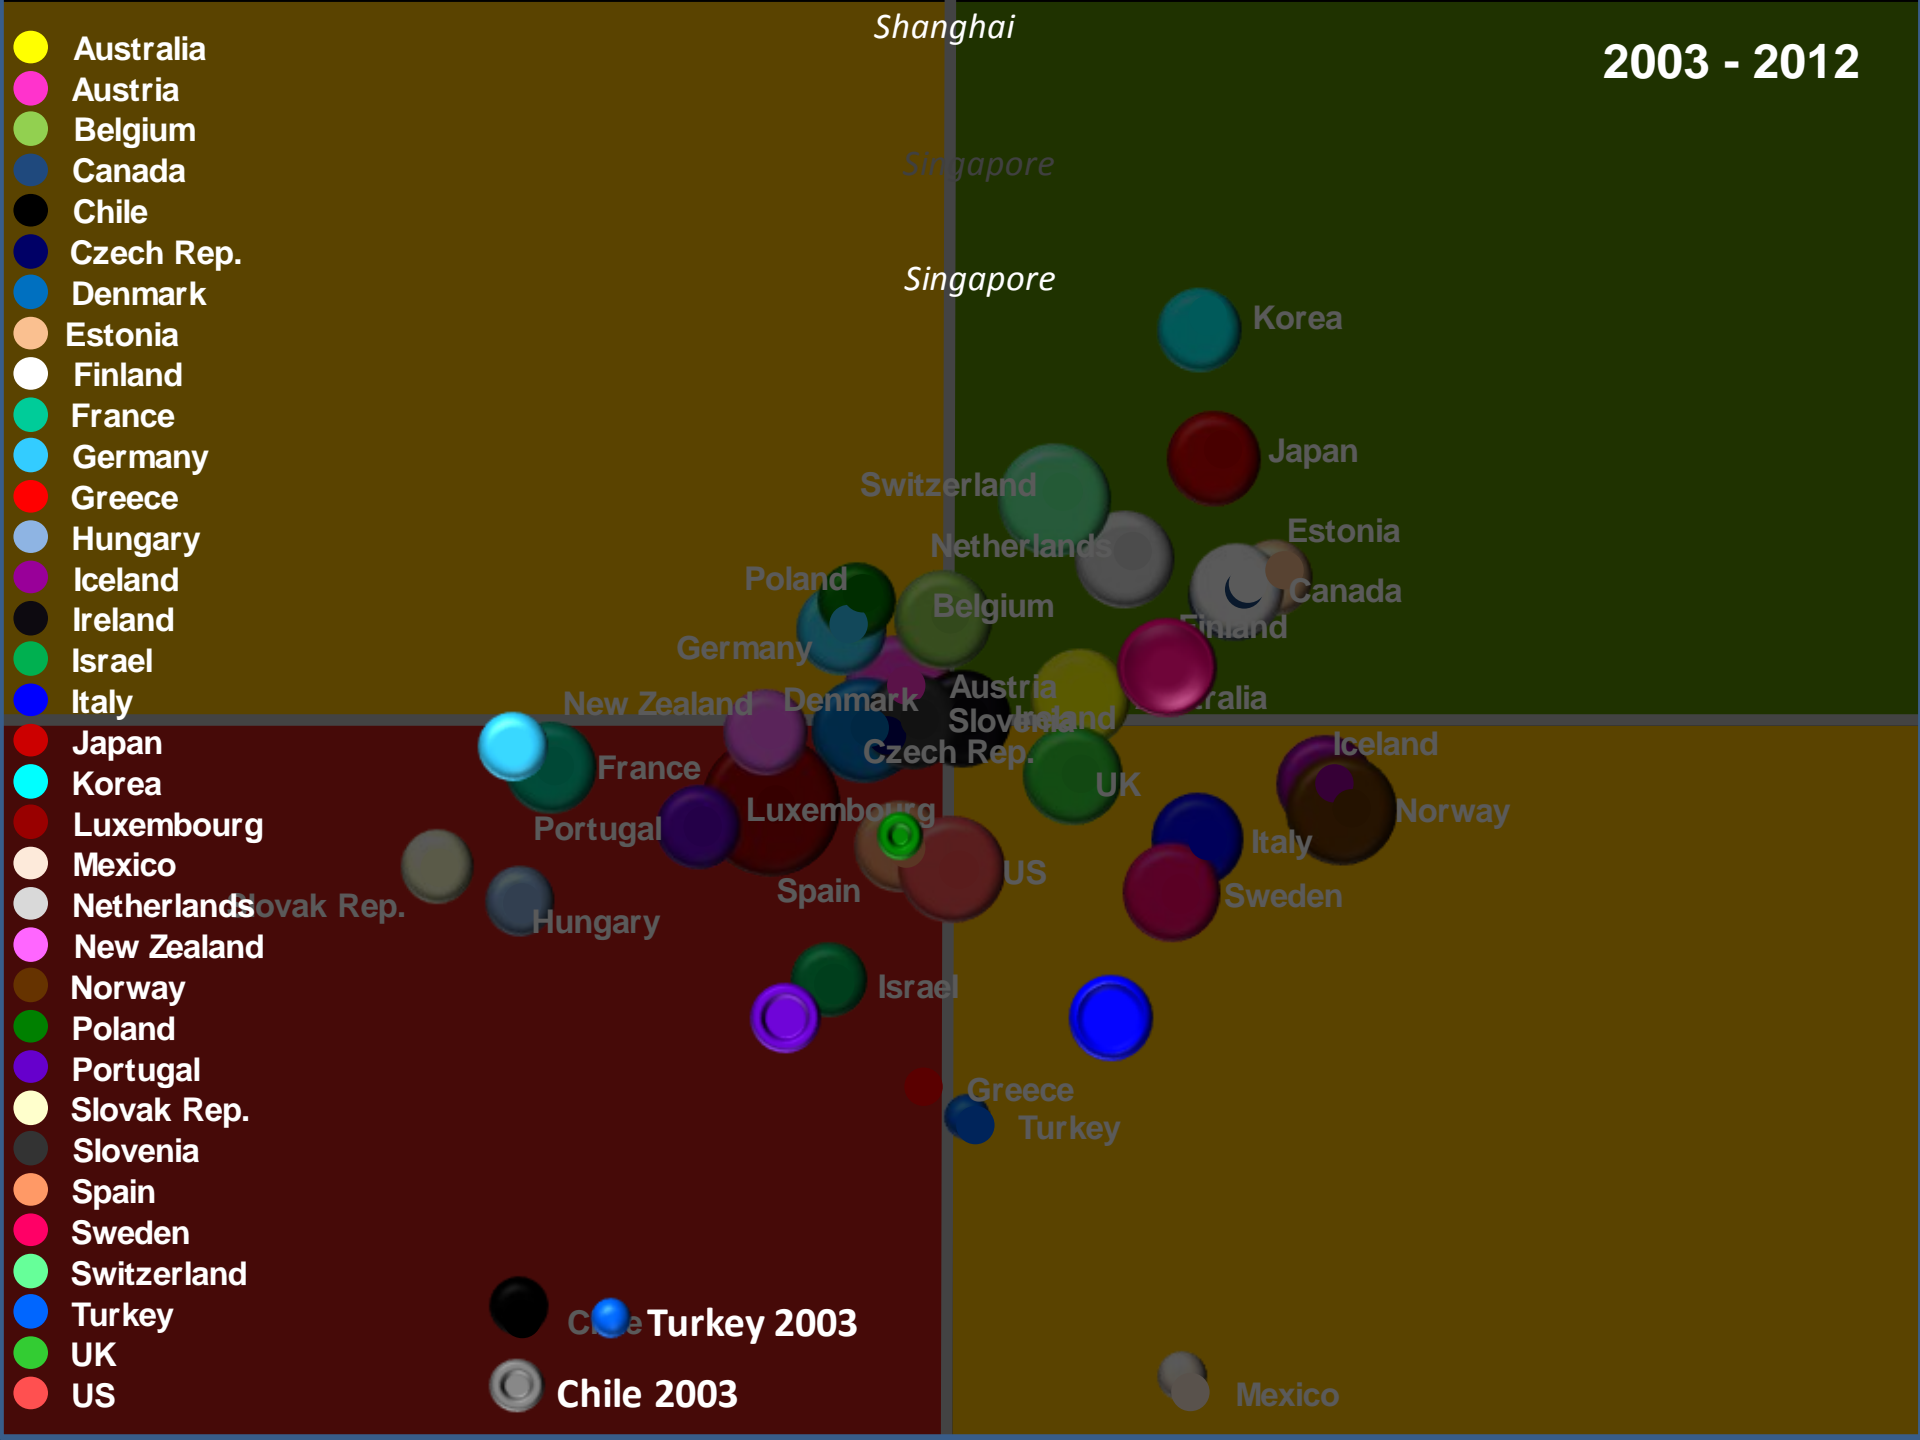 Shanghai
2003 - 2012
Singapore
Singapore
Australia
Austria
Belgium
Canada
Chile
Czech Rep.
Denmark
Estonia
Finland
France
Germany
Greece
Hungary
Iceland
Ireland
Israel
Italy
Japan
Korea
Luxembourg
Mexico
Netherlands
New Zealand
Norway
Poland
Portugal
Slovak Rep.
Slovenia
Spain
Sweden
Switzerland
Turkey
UK
US
Korea
Japan
Switzerland
Estonia
Netherlands
Poland
Canada
Belgium
Finland
Germany
Austria
New Zealand
Denmark
Australia
Ireland
Slovenia
Iceland
Czech Rep.
France
UK
Luxembourg
Norway
Portugal
Italy
US
Spain
Sweden
Slovak Rep.
Hungary
Israel
Greece
Turkey
Chile
Turkey 2003
Chile 2003
Mexico